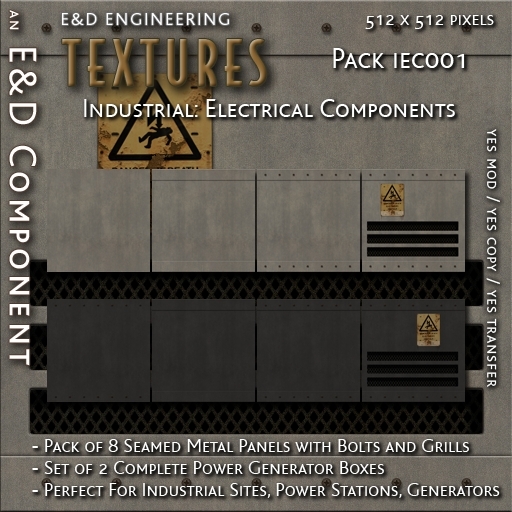 E&D ENGINEERING
512 X 512 PIXELS
TEXTURES
PACK IEC001
INDUSTRIAL: ELECTRICAL COMPONENTS
AN
E&D COMPONENT
YES MOD / YES COPY / YES TRANSFER
- PACK OF 8 SEAMED METAL PANELS WITH BOLTS AND GRILLS
- SET OF 2 COMPLETE POWER GENERATOR BOXES
- PERFECT FOR INDUSTRIAL SITES, POWER STATIONS, GENERATORS